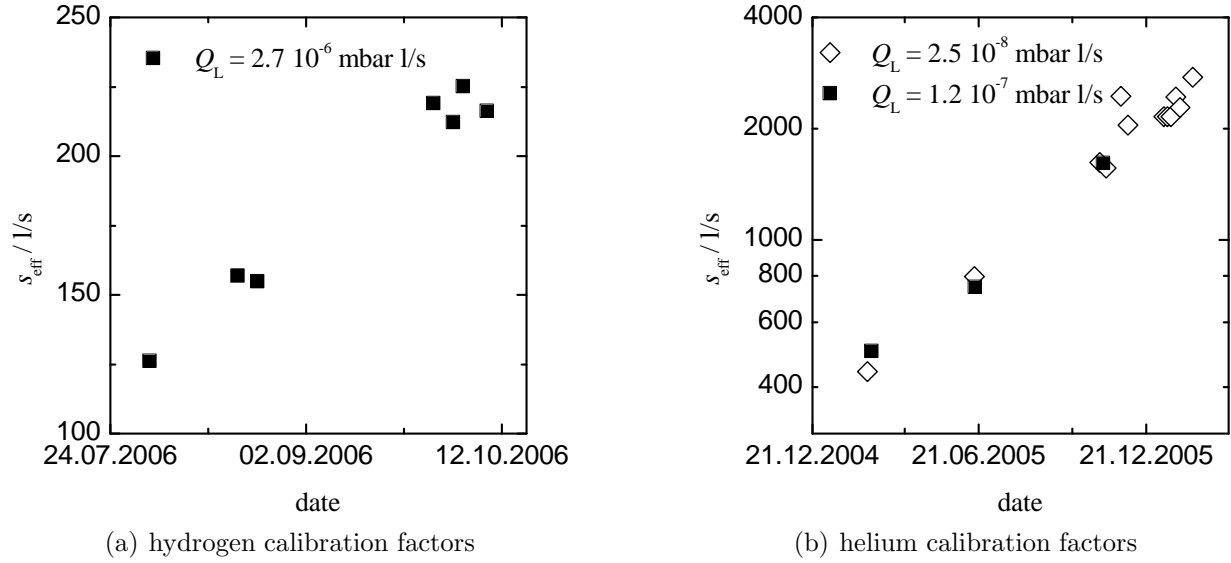 250
200
150
100
s_eff / l/s
Q_L = 2.7 10^-6 mbar l/s
24.07.2006 02.09.2006 12.10.2006
date
(a) hydrogen calibration factors
4000
2000
1000
800
600
400
s_eff / l/s
Q_L = 2.5 10^-8 mbar l/s
Q_L = 1.2 10^-7 mbar l/s
21.12.2004 21.06.2005 21.12.2005
date
(b) helium calibration factors